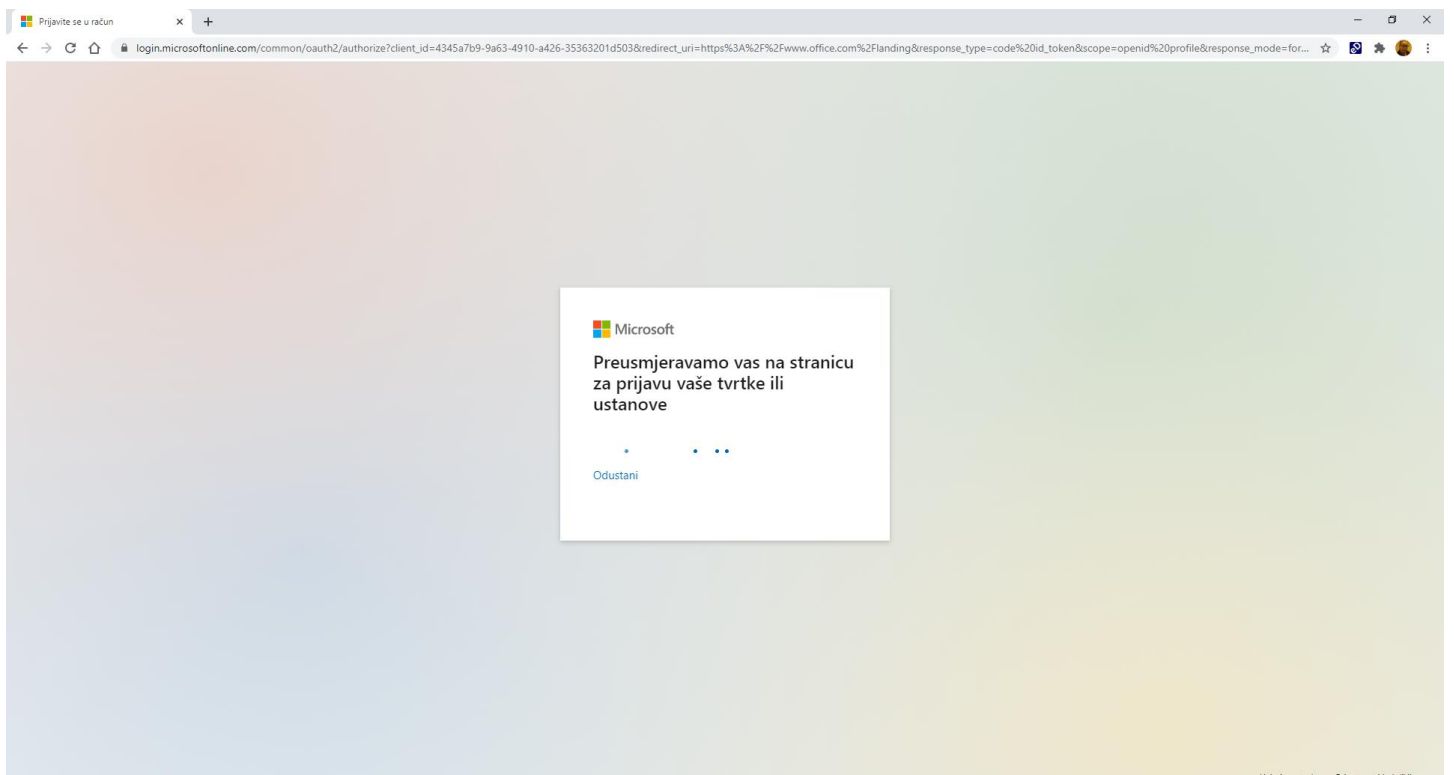 Prijavite se u račun
login.microsoftonline.com/common/oauth2/authorize?client_id=4345a7b9-9a63-4910-a426-35363201d503&redirect_uri=https%3A%2F%2Fwww.office.com%2Flanding&response_type=code%20id_token&scope=openid%20profile&response_mode=for...
Microsoft
Preusmjeravamo vas na stranicu
za prijavu vaše tvrtke ili
ustanove
Odustani